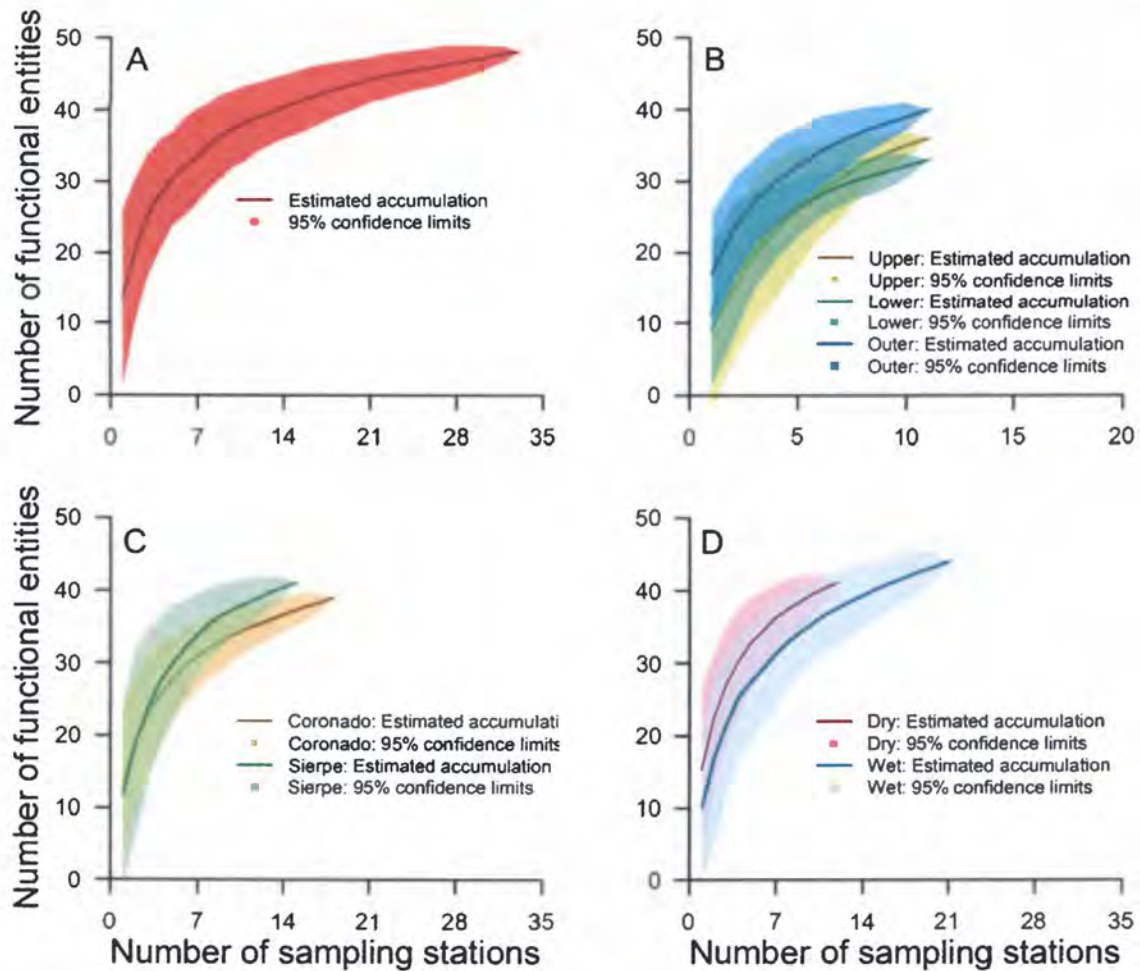 Number of functional entities
50
40
30
20
10
0
A
Estimated accumulation
95% confidence limits
0 7 14 21 28 35
50
40
30
20
10
0
B
Upper: Estimated accumulation
Upper: 95% confidence limits
Lower: Estimated accumulation
Lower: 95% confidence limits
Outer: Estimated accumulation
Outer: 95% confidence limits
0 5 10 15 20
Number of functional entities
50
40
30
20
10
0
C
Coronado: Estimated accumulati
Coronado: 95% confidence limits
Sierpe: Estimated accumulation
Sierpe: 95% confidence limits
0 7 14 21 28 35
Number of sampling stations
50
40
30
20
10
0
D
Dry: Estimated accumulation
Dry: 95% confidence limits
Wet: Estimated accumulation
Wet: 95% confidence limits
0 7 14 21 28 35
Number of sampling stations